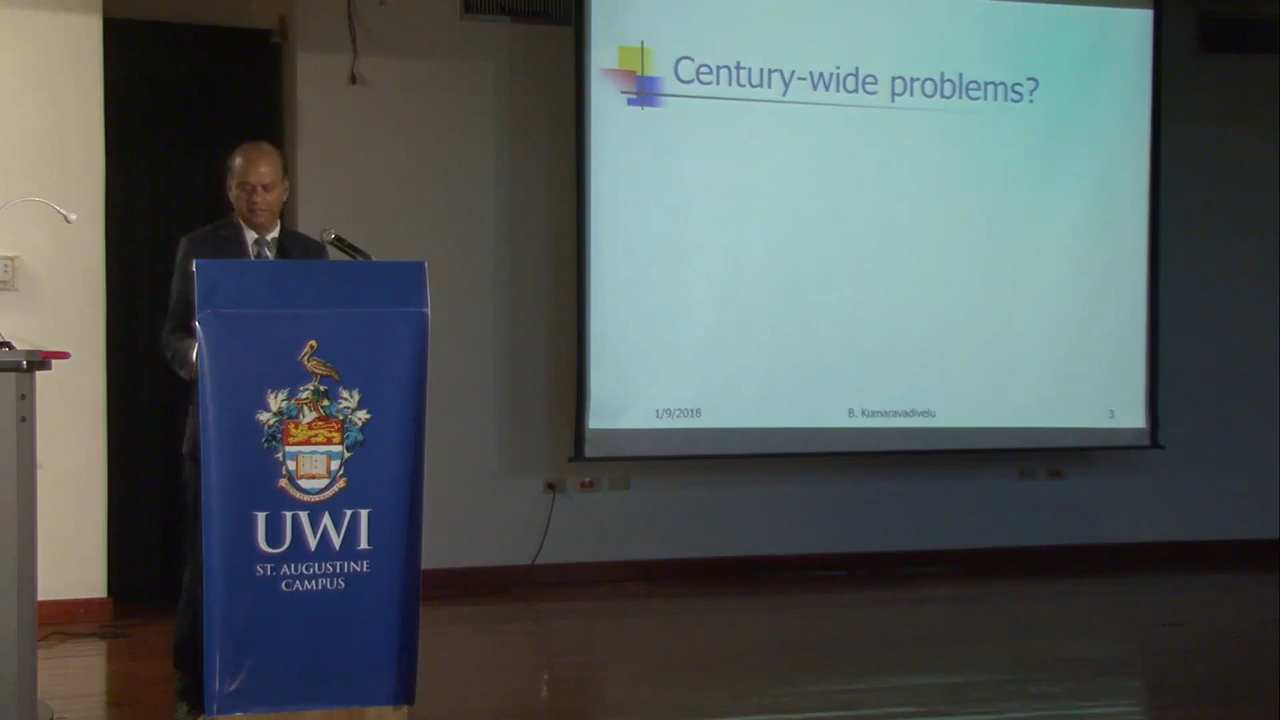 Century-wide problems?
1/9/2018 B. Kumaravadivelu 3
UWI
ST. AUGUSTINE
CAMPUS